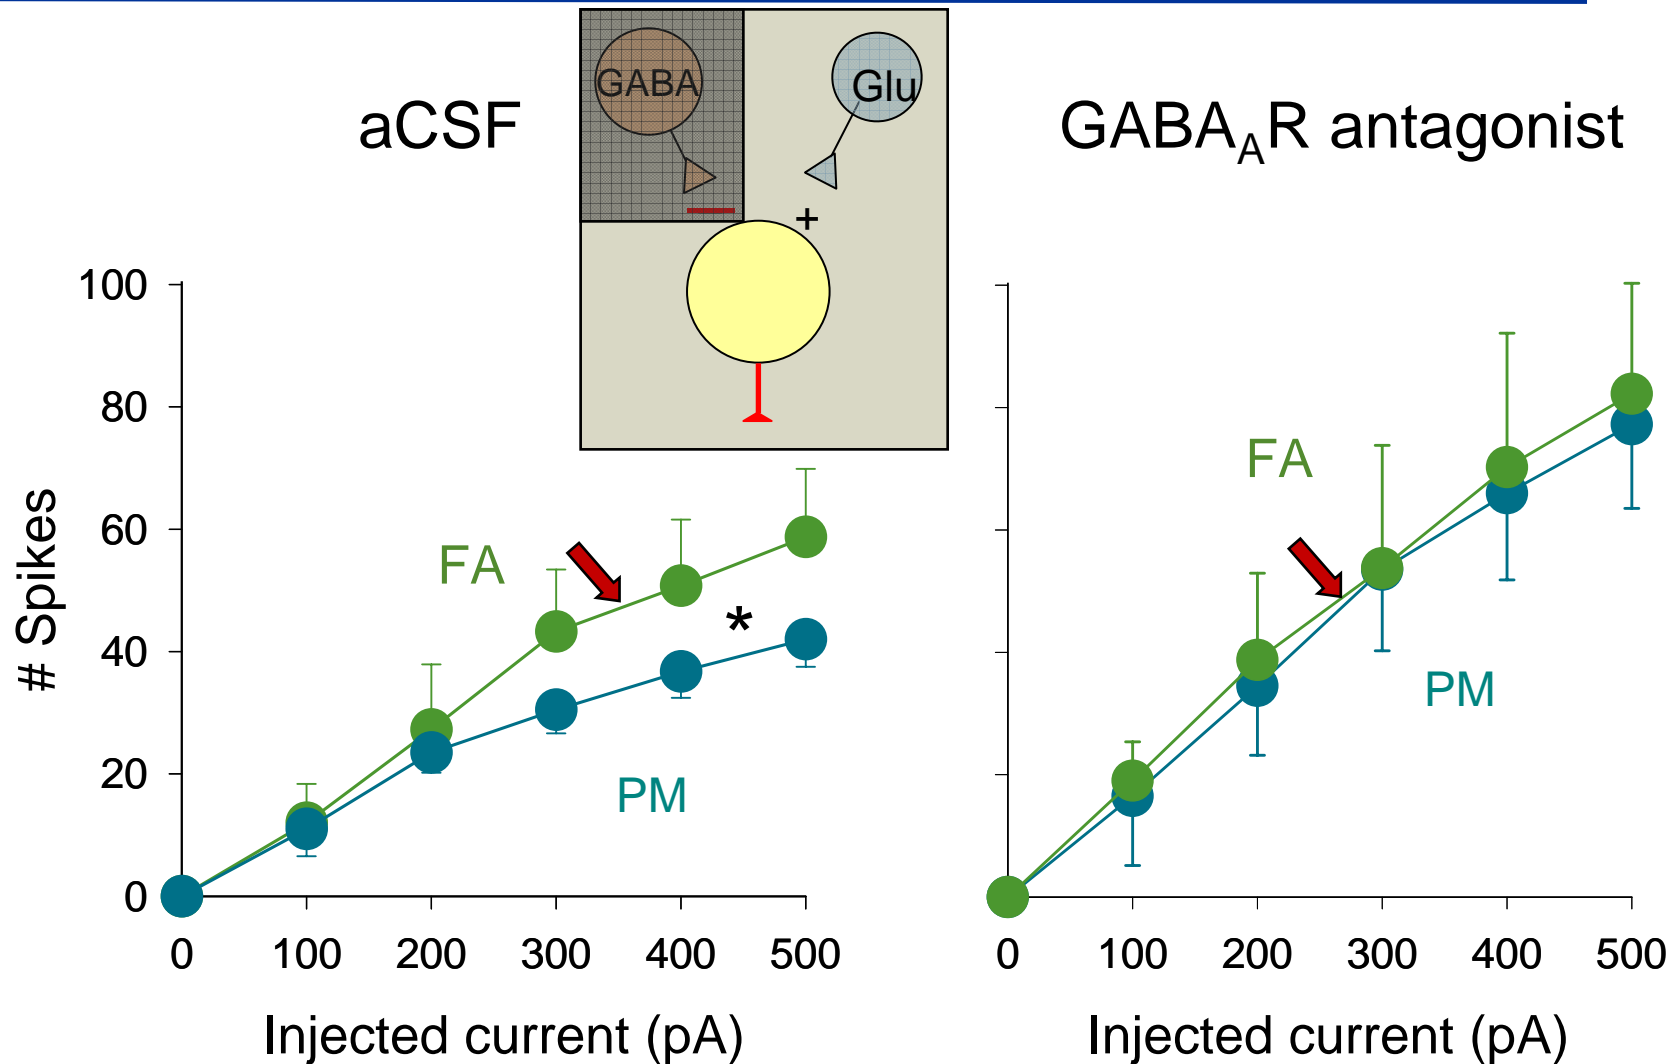 aCSF
GABA
Glu
+
GABAAR antagonist
# Spikes
100
80
60
40
20
0
FA
*
PM
0 100 200 300 400 500
Injected current (pA)
FA
PM
0 100 200 300 400 500
Injected current (pA)